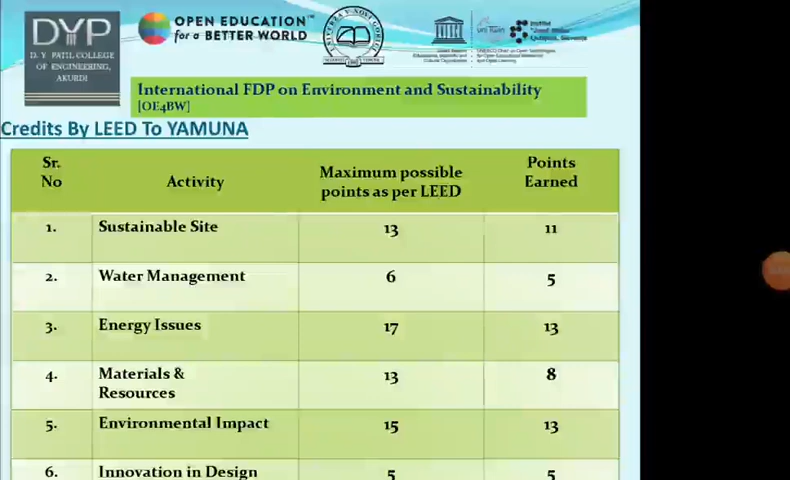 DYP
D. Y. PATIL COLLEGE
OF ENGINEERING,
AKURDI
OPEN EDUCATION™
for a BETTER WORLD
International FDP on Environment and Sustainability
[OE4BW]
Credits By LEED To YAMUNA
Sr. No Activity Maximum possible points as per LEED Points Earned
1. Sustainable Site 13 11
2. Water Management 6 5
3. Energy Issues 17 13
4. Materials & Resources 13 8
5. Environmental Impact 15 13
6. Innovation in Design 5 5